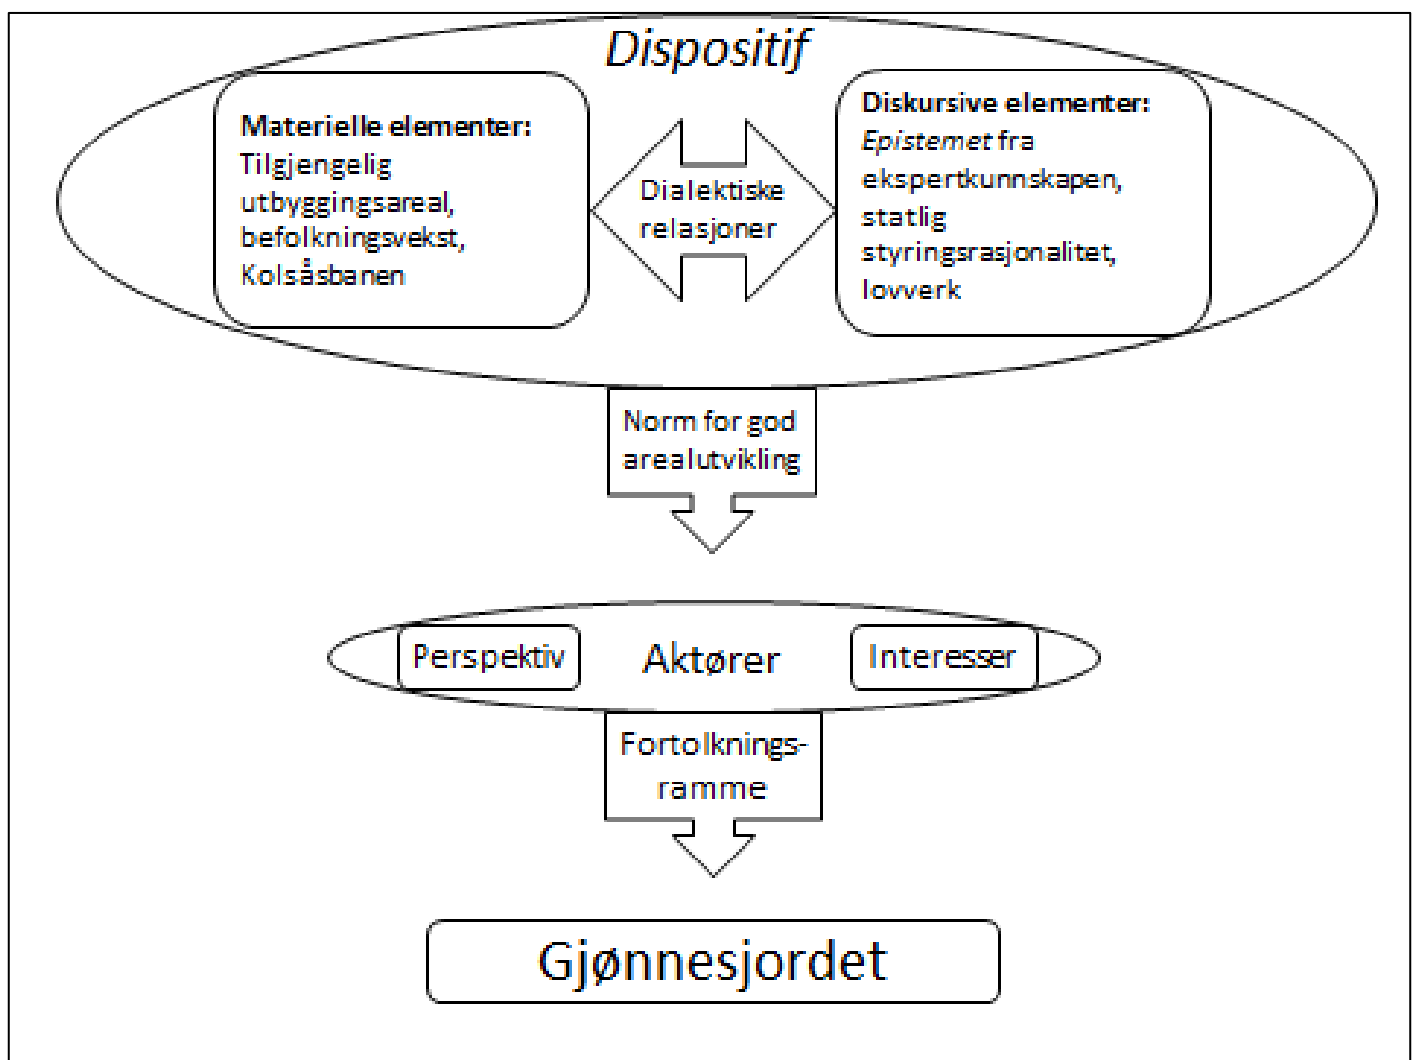 Dispositif
Materielle elementer:
Tilgjengelig
utbyggingsareal,
befolkningsvekst,
Kolsåsbanen
Dialektiske
relasjoner
Diskursive elementer:
Epistemet fra
ekspertkunnskapen,
statlig
styringsrasjonalitet,
lovverk
Norm for god
arealutvikling
Perspektiv
Aktører
Interesser
Fortolknings-
ramme
Gjønnesjordet